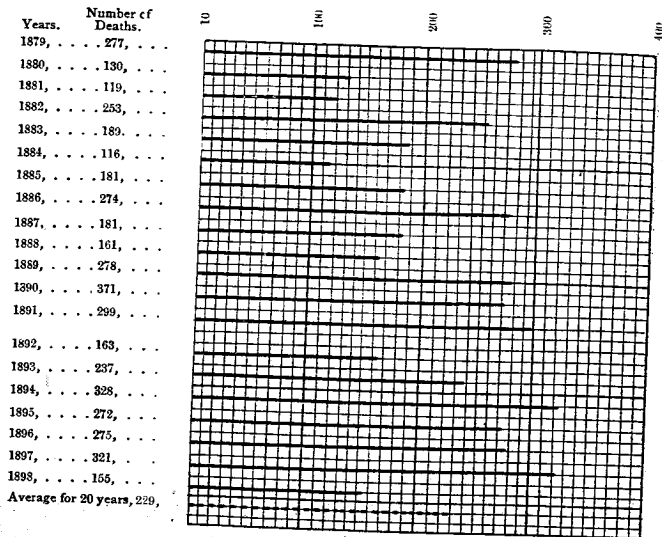 Number of
Years. Deaths.
10 100 200 300 400
1879, . . . . 277, . . .
1880, . . . . 130, . . .
1881, . . . . 119, . . .
1882, . . . . 253, . . .
1883, . . . . 189. . . .
1884, . . . . 116, . . .
1885, . . . . 181, . . .
1886, . . . . 274, . . .
1887, . . . . 181, . . .
1888, . . . . 161, . . .
1889, . . . . 278, . . .
1390, . . . . 371, . . .
1891, . . . . 299, . . .
1892, . . . . 163, . . .
1893, . . . . 237, . . .
1894, . . . . 328, . . .
1895, . . . . 272, . . .
1896, . . . . 275, . . .
1897, . . . . 321, . . .
1898, . . . . 155, . . .
Average for 20 years, 229,